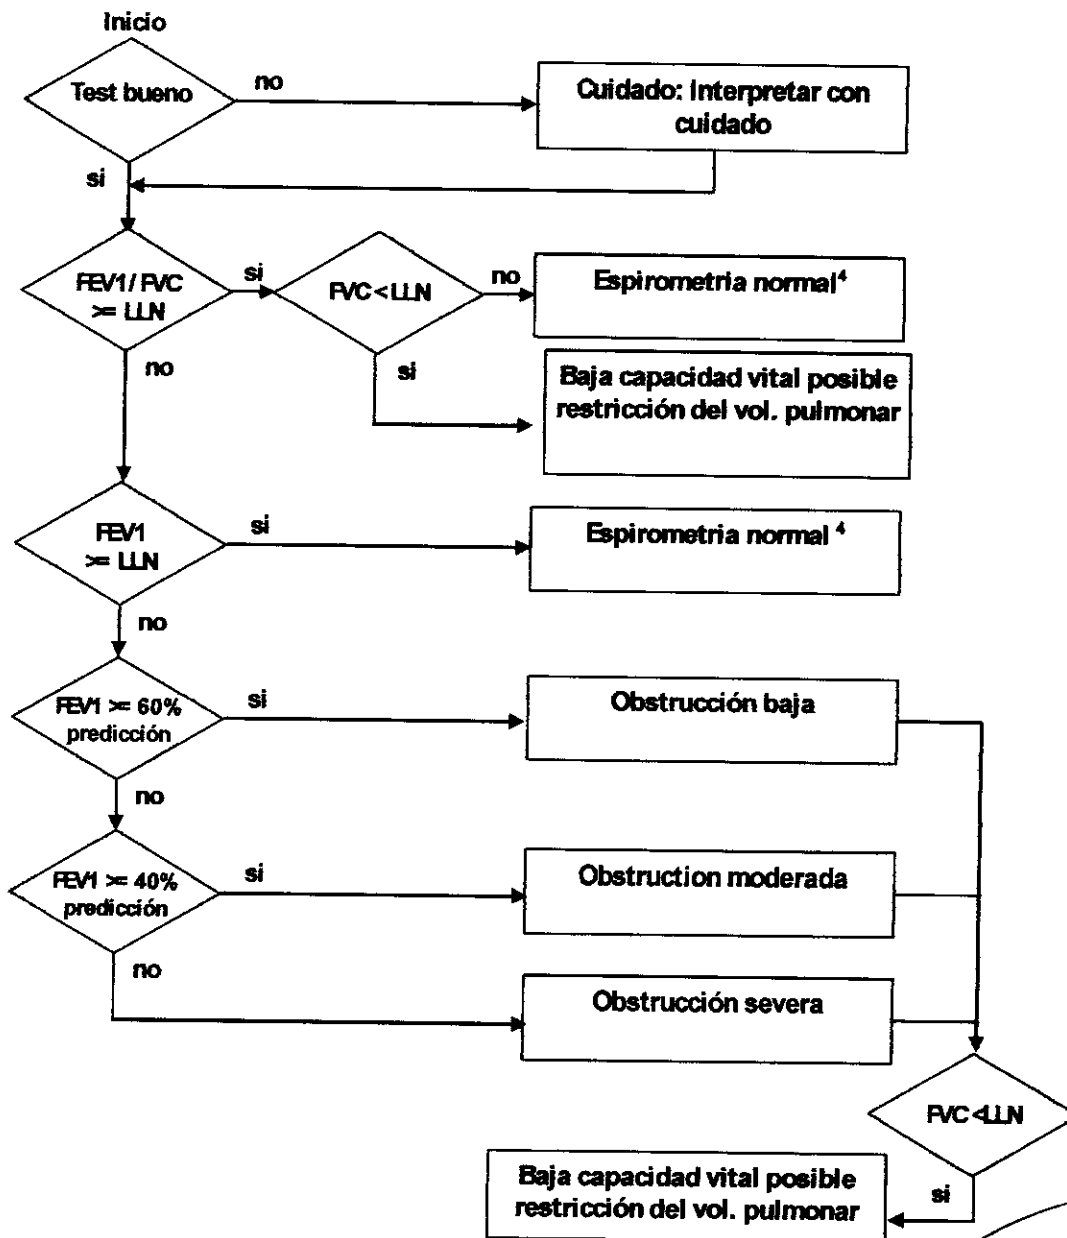 Inicio
Test bueno
no
Cuidado: Interpretar con
cuidado
si
FEV1 / FVC
>= LLN
si
FVC < LLN
no
Espirometria normal⁴
no
si
Baja capacidad vital posible
restricción del vol. pulmonar
FEV1
>= LLN
si
Espirometria normal ⁴
no
FEV1 >= 60%
predicción
si
Obstrucción baja
no
FEV1 >= 40%
predicción
si
Obstruction moderada
no
Obstrucción severa
FVC <LLN
si
Baja capacidad vital posible
restricción del vol. pulmonar